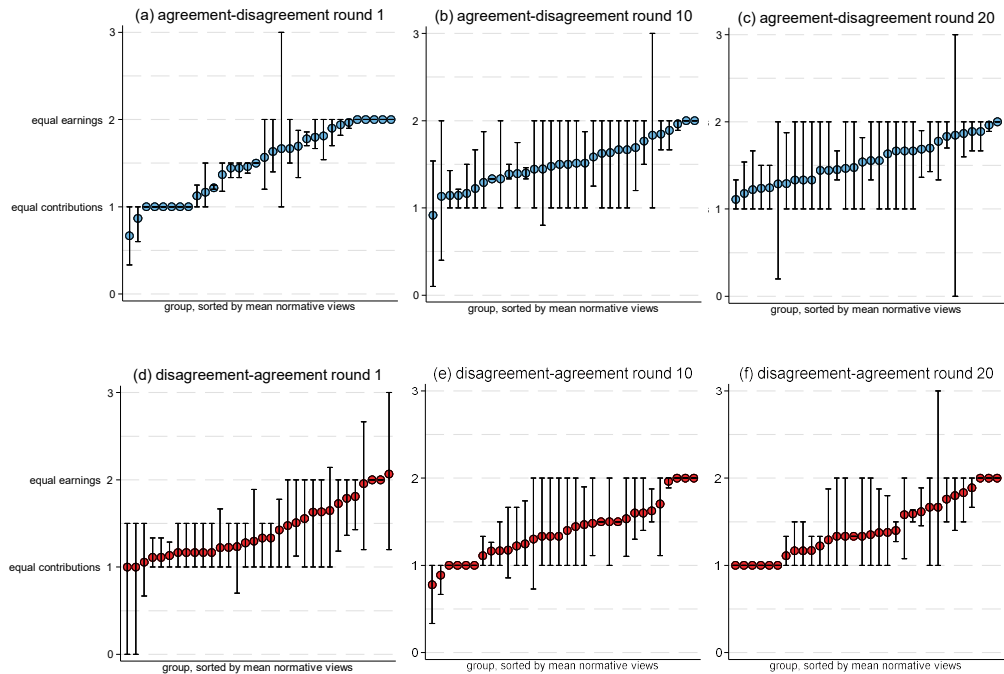 (a) agreement-disagreement round 1
(b) agreement-disagreement round 10
(c) agreement-disagreement round 20
3
2
1
0
equal earnings
equal contributions
group, sorted by mean normative views
3
2
1
0
group, sorted by mean normative views
3
2
1
0
group, sorted by mean normative views
(d) disagreement-agreement round 1
(e) disagreement-agreement round 10
(f) disagreement-agreement round 20
3
2
1
0
equal earnings
equal contributions
group, sorted by mean normative views
3
2
1
0
group, sorted by mean normative views
3
2
1
0
group, sorted by mean normative views